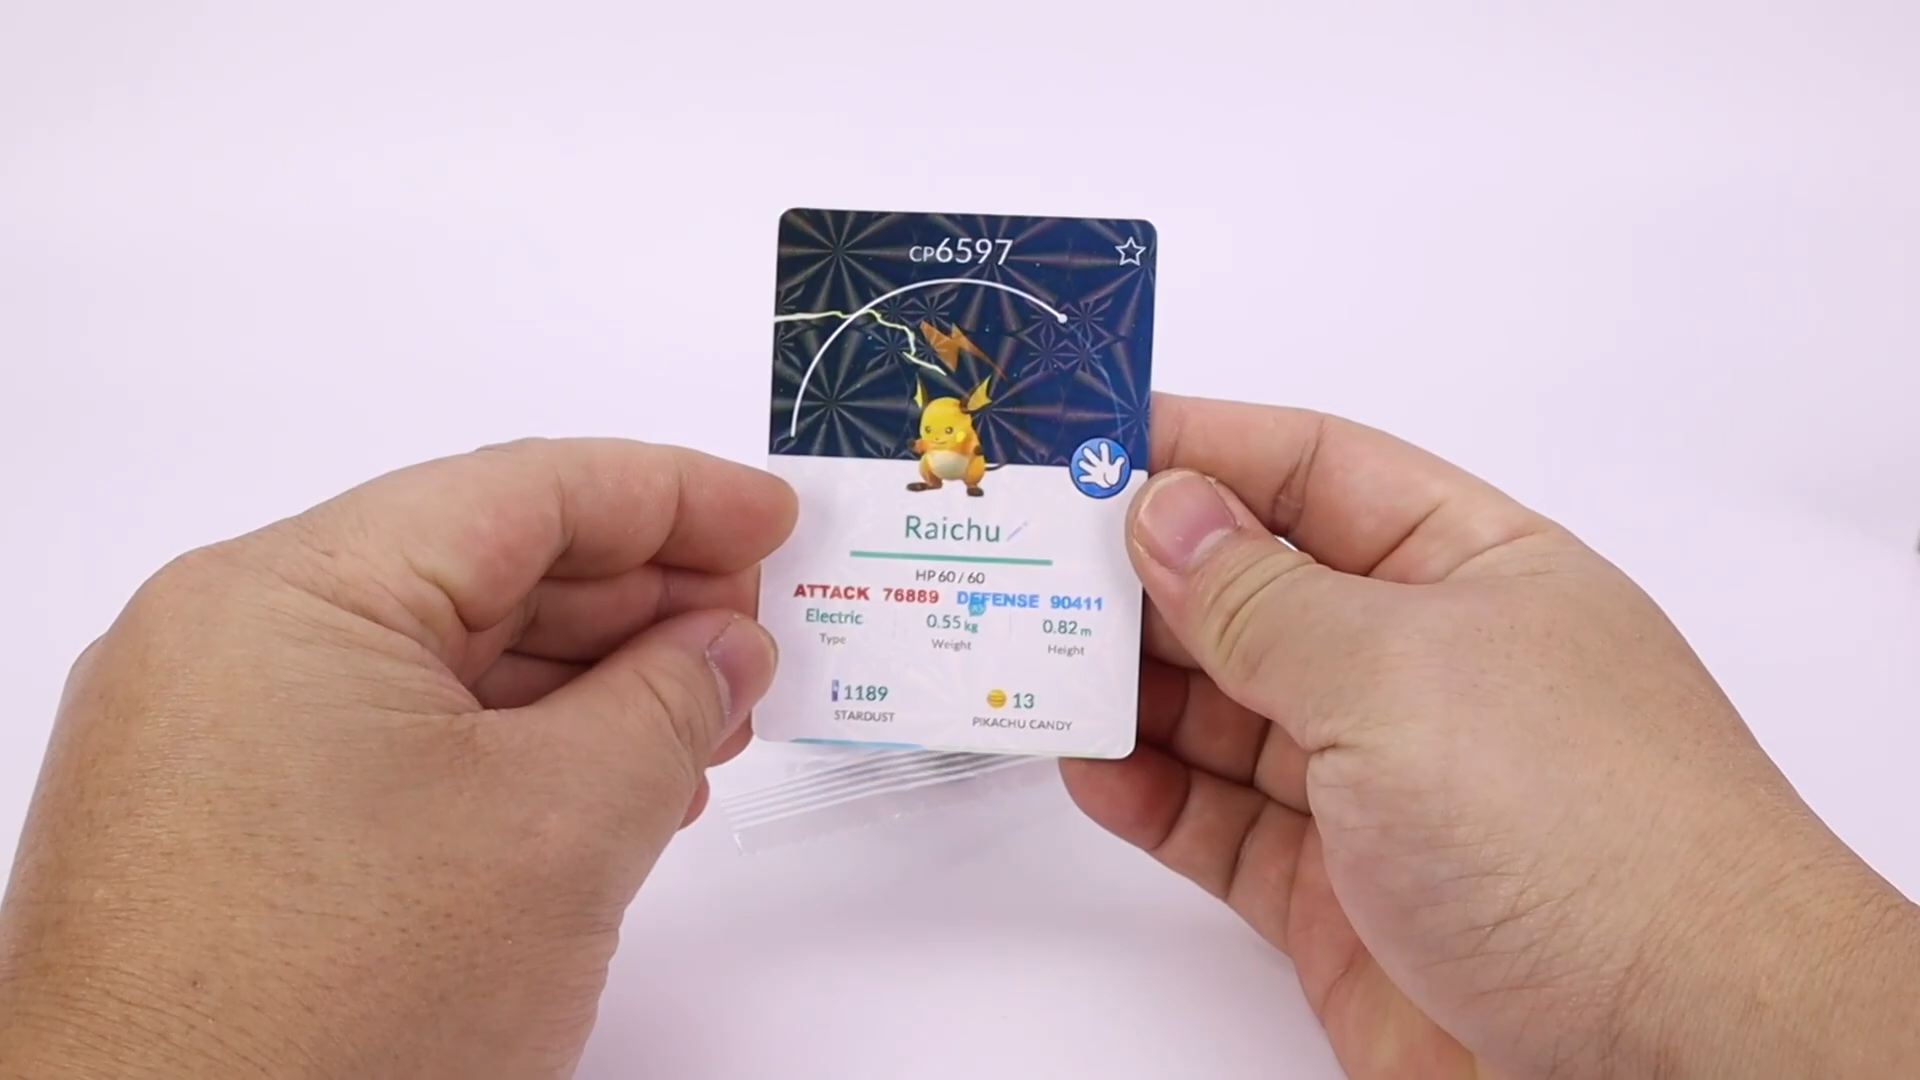 CP6597
Raichu
HP 60 / 60
ATTACK 76889 DEFENSE 90411
Electric 0.55 kg 0.82 m
Type Weight Height
1189 13
STARDUST PIKACHU CANDY